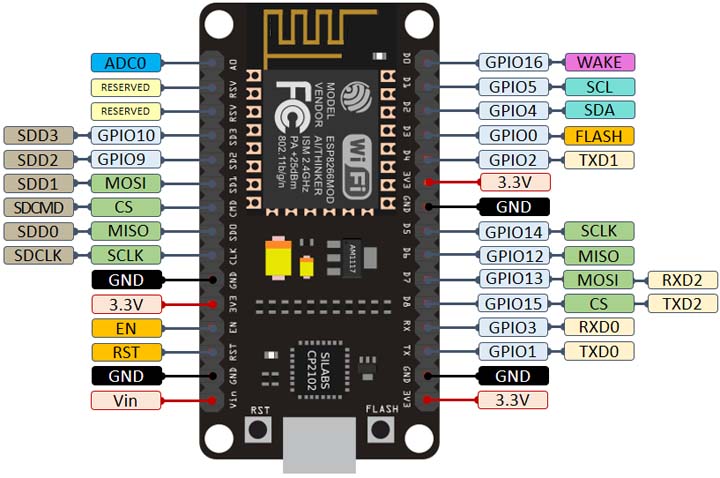 ADC0 A0 D0 GPIO16 WAKE
RESERVED RSV D1 GPIO5 SCL
RESERVED RSV D2 GPIO4 SDA
SDD3 GPIO10 SD3 D3 GPIO0 FLASH
SDD2 GPIO9 SD2 D4 GPIO2 TXD1
SDD1 MOSI SD1 3V3 3.3V
SDCMD CS CMD GND GND
SDD0 MISO SD0 D5 GPIO14 SCLK
SDCLK SCLK CLK D6 GPIO12 MISO
GND GND D7 GPIO13 MOSI RXD2
3.3V 3V3 D8 GPIO15 CS TXD2
EN EN RX GPIO3 RXD0
RST RST TX GPIO1 TXD0
GND GND GND GND
Vin Vin 3V3 3.3V
FC
MODEL ESP8266MOD
VENDOR AI/THINKER
ISM 2.4GHz
PA +25dBm
802.11b/g/n
WiFi
AM1117
SILABS
CP2102
RST FLASH